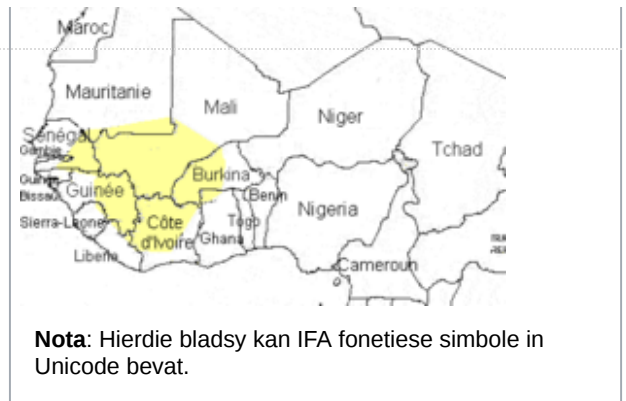 Maroc
Mauritanie
Mali
Niger
Tchad
Sénégal
Gambie
Burkina
Guinée
Bissau
Guinée
Bénin
Nigeria
Sierra-Leone
Côte
d'Ivoire
Ghana
Togo
Liberia
Cameroun
Nota: Hierdie bladsy kan IFA fonetiese simbole in
Unicode bevat.